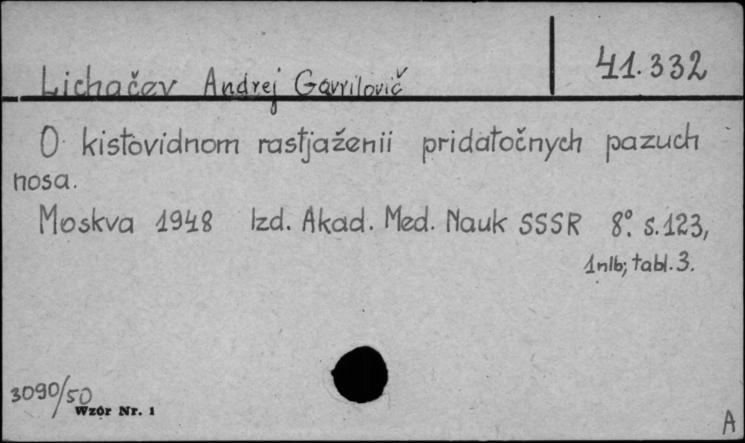 41.332
Lichačev Andrej Gavrilovič
O kistovidnom rastjaženii pridatočnych pazuch
nosa.
Moskva 1948 Izd. Akad. Med. Nauk SSSR 8°. s.123,
1nlb; tabl.3.
3090/50
Wzór Nr. 1
A